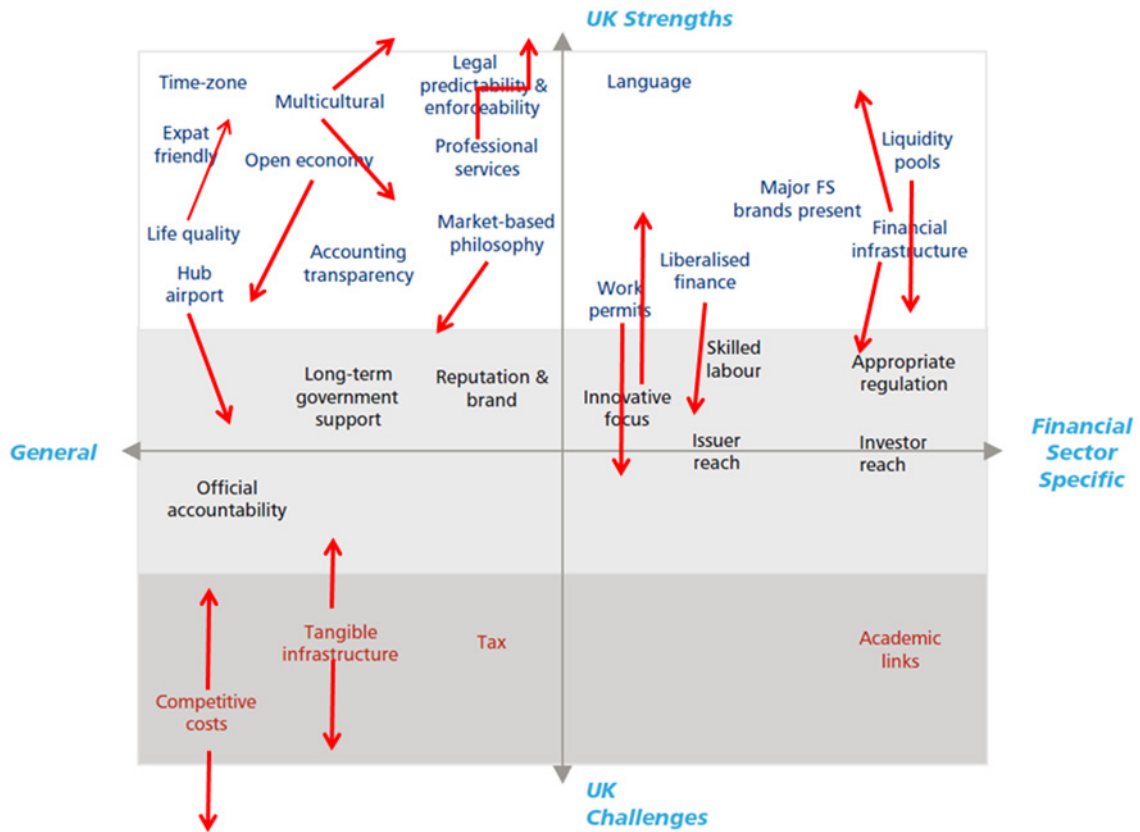 UK Strengths
Time-zone
Multicultural
Legal
predictability &
enforceability
Language
Expat
friendly
Open economy
Professional
services
Liquidity
pools
Major FS
brands present
Life quality
Accounting
transparency
Market-based
philosophy
Financial
infrastructure
Hub
airport
Work
permits
Liberalised
finance
Long-term
government
support
Reputation &
brand
Innovative
focus
Skilled
labour
Appropriate
regulation
General
Issuer
reach
Investor
reach
Financial
Sector
Specific
Official
accountability
Tangible
infrastructure
Tax
Academic
links
Competitive
costs
UK
Challenges